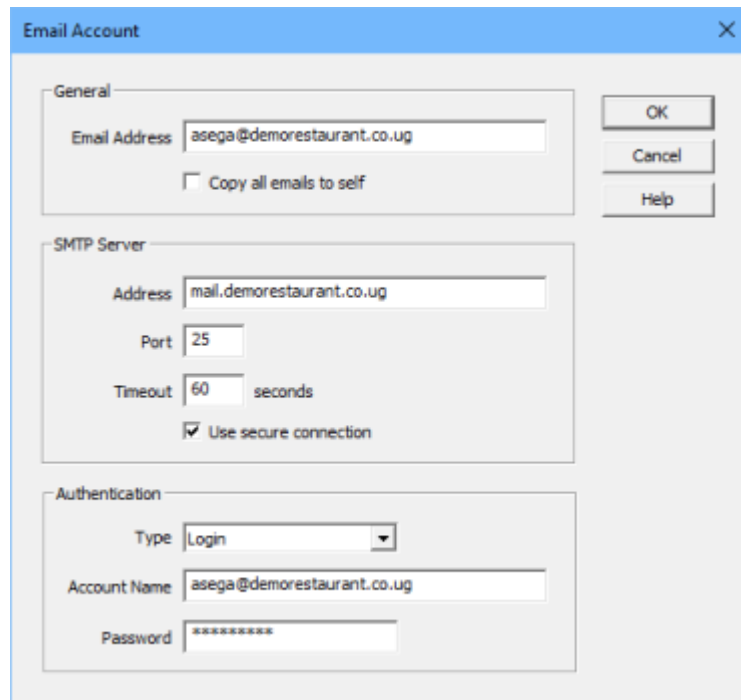 Email Account
General
OK
Email Address asega@demorestaurant.co.ug
Cancel
Copy all emails to self
Help
SMTP Server
Address mail.demorestaurant.co.ug
Port 25
Timeout 60 seconds
Use secure connection
Authentication
Type Login
Account Name asega@demorestaurant.co.ug
Password *********